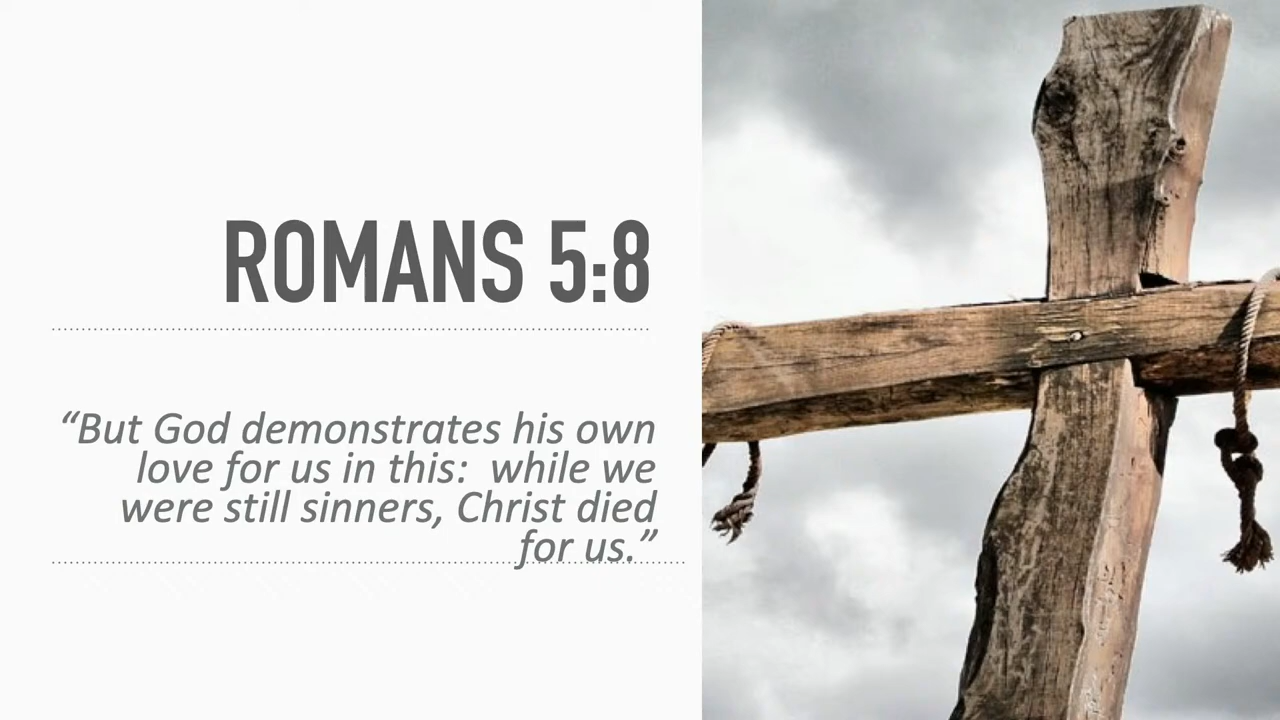 ROMANS 5:8
“But God demonstrates his own
love for us in this:  while we
were still sinners, Christ died
for us.”